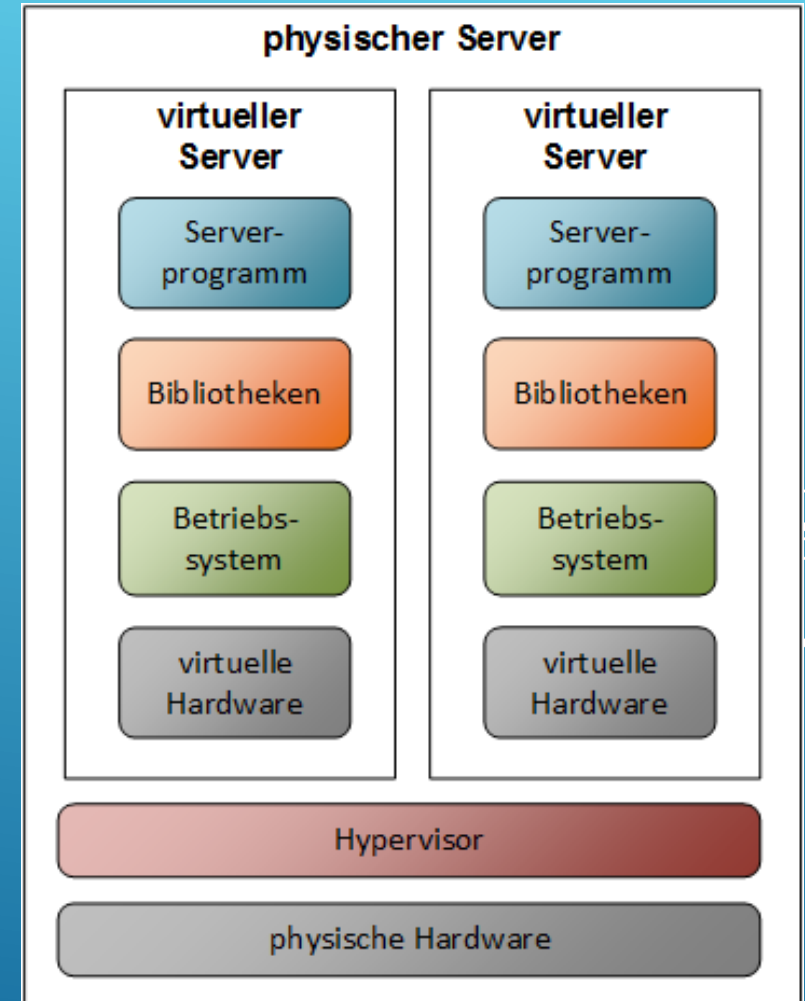 physischer Server
virtueller
Server
Server-
programm
Bibliotheken
Betriebs-
system
virtuelle
Hardware
virtueller
Server
Server-
programm
Bibliotheken
Betriebs-
system
virtuelle
Hardware
Hypervisor
physische Hardware